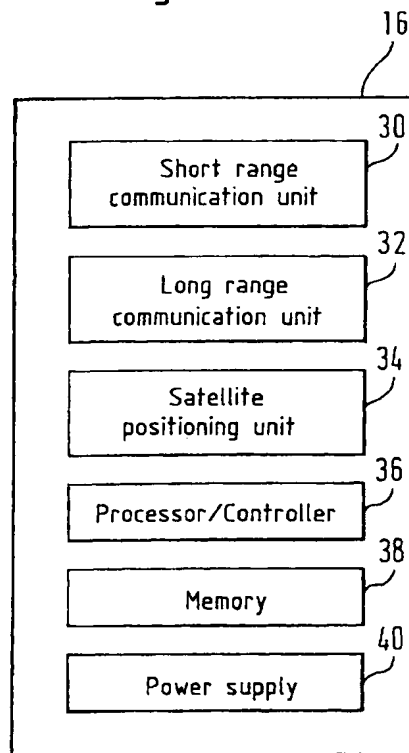 16
30
Short range
communication unit
32
Long range
communication unit
34
Satellite
positioning unit
36
Processor/Controller
38
Memory
40
Power supply